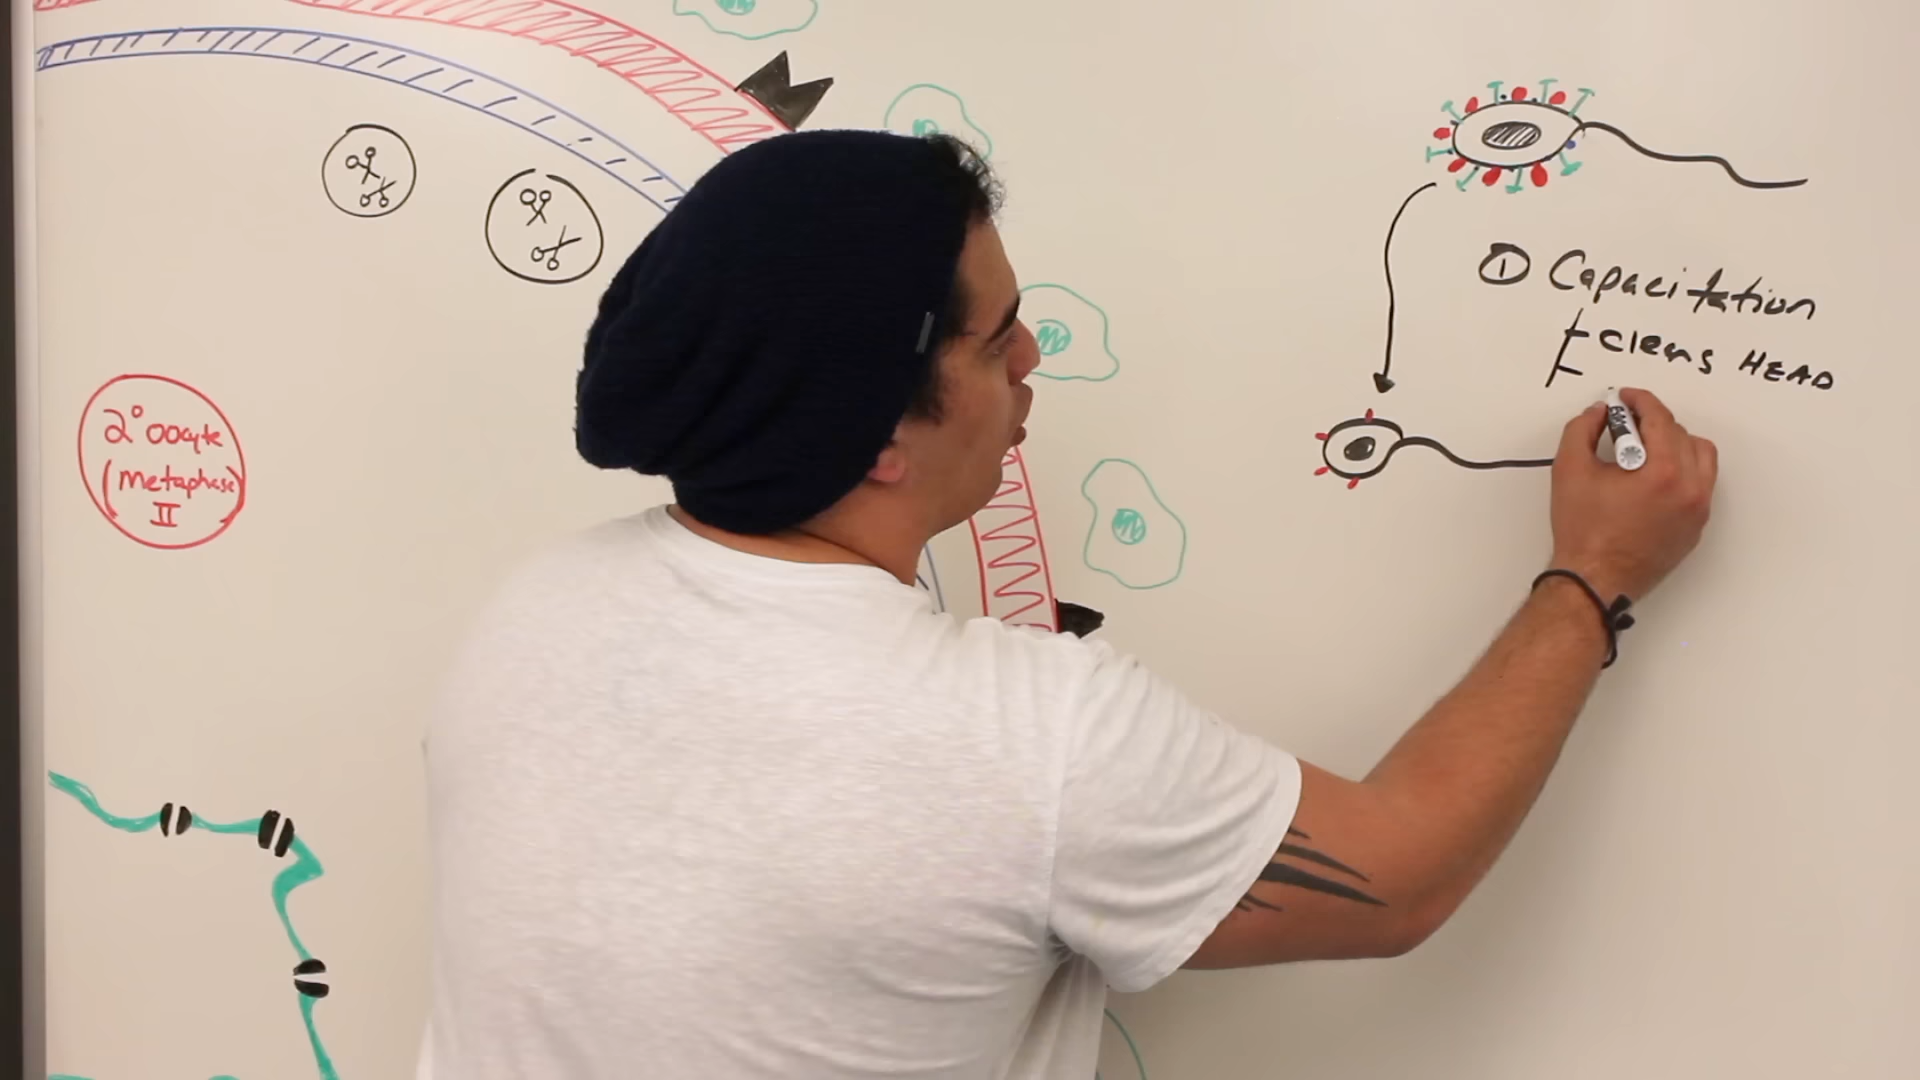 ① Capacitation
Cleans HEAD
2° oocyte
(metaphase)
II